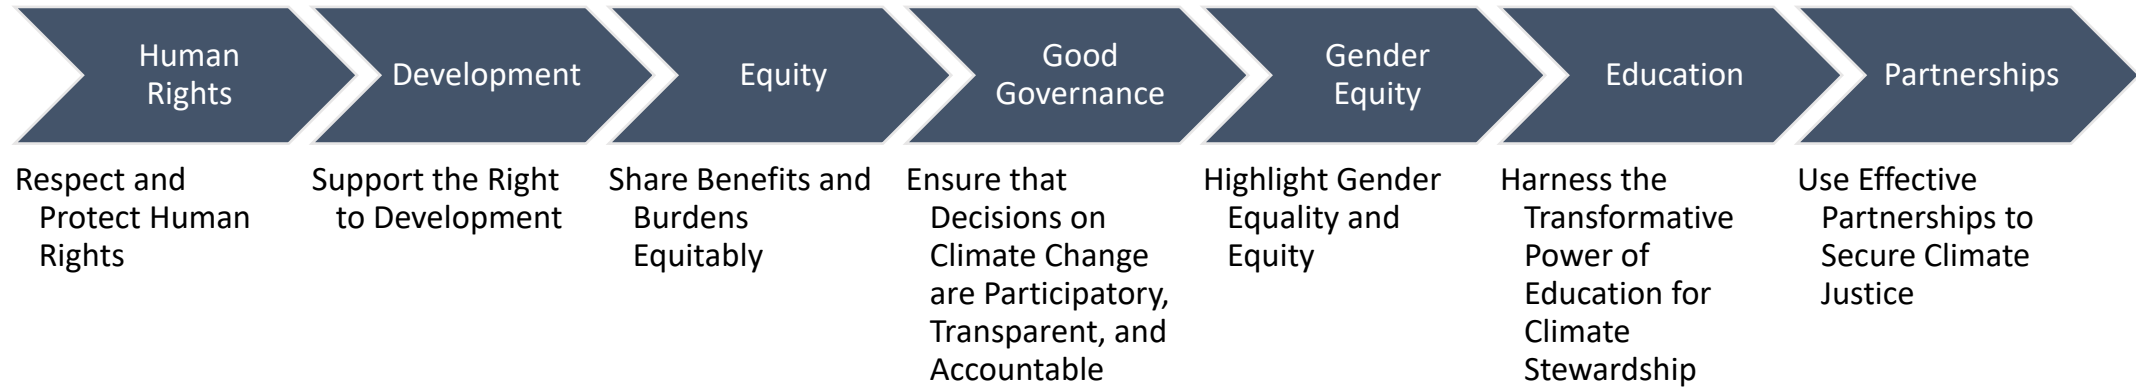 Human
Rights
Respect and
Protect Human
Rights
Development
Support the Right
to Development
Equity
Share Benefits and
Burdens
Equitably
Good
Governance
Ensure that
Decisions on
Climate Change
are Participatory,
Transparent, and
Accountable
Gender
Equity
Highlight Gender
Equality and
Equity
Education
Harness the
Transformative
Power of
Education for
Climate
Stewardship
Partnerships
Use Effective
Partnerships to
Secure Climate
Justice